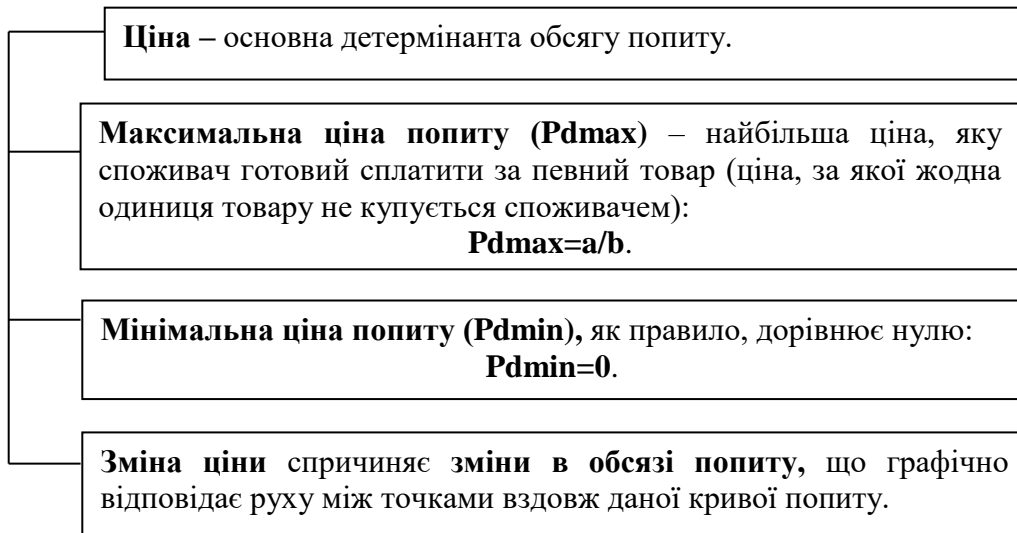 Ціна – основна детермінанта обсягу попиту.
Максимальна ціна попиту (Pdmax) – найбільша ціна, яку
споживач готовий сплатити за певний товар (ціна, за якої жодна
одиниця товару не купується споживачем):
Pdmax=a/b.
Мінімальна ціна попиту (Pdmin), як правило, дорівнює нулю:
Pdmin=0.
Зміна ціни спричиняє зміни в обсязі попиту, що графічно
відповідає руху між точками вздовж даної кривої попиту.